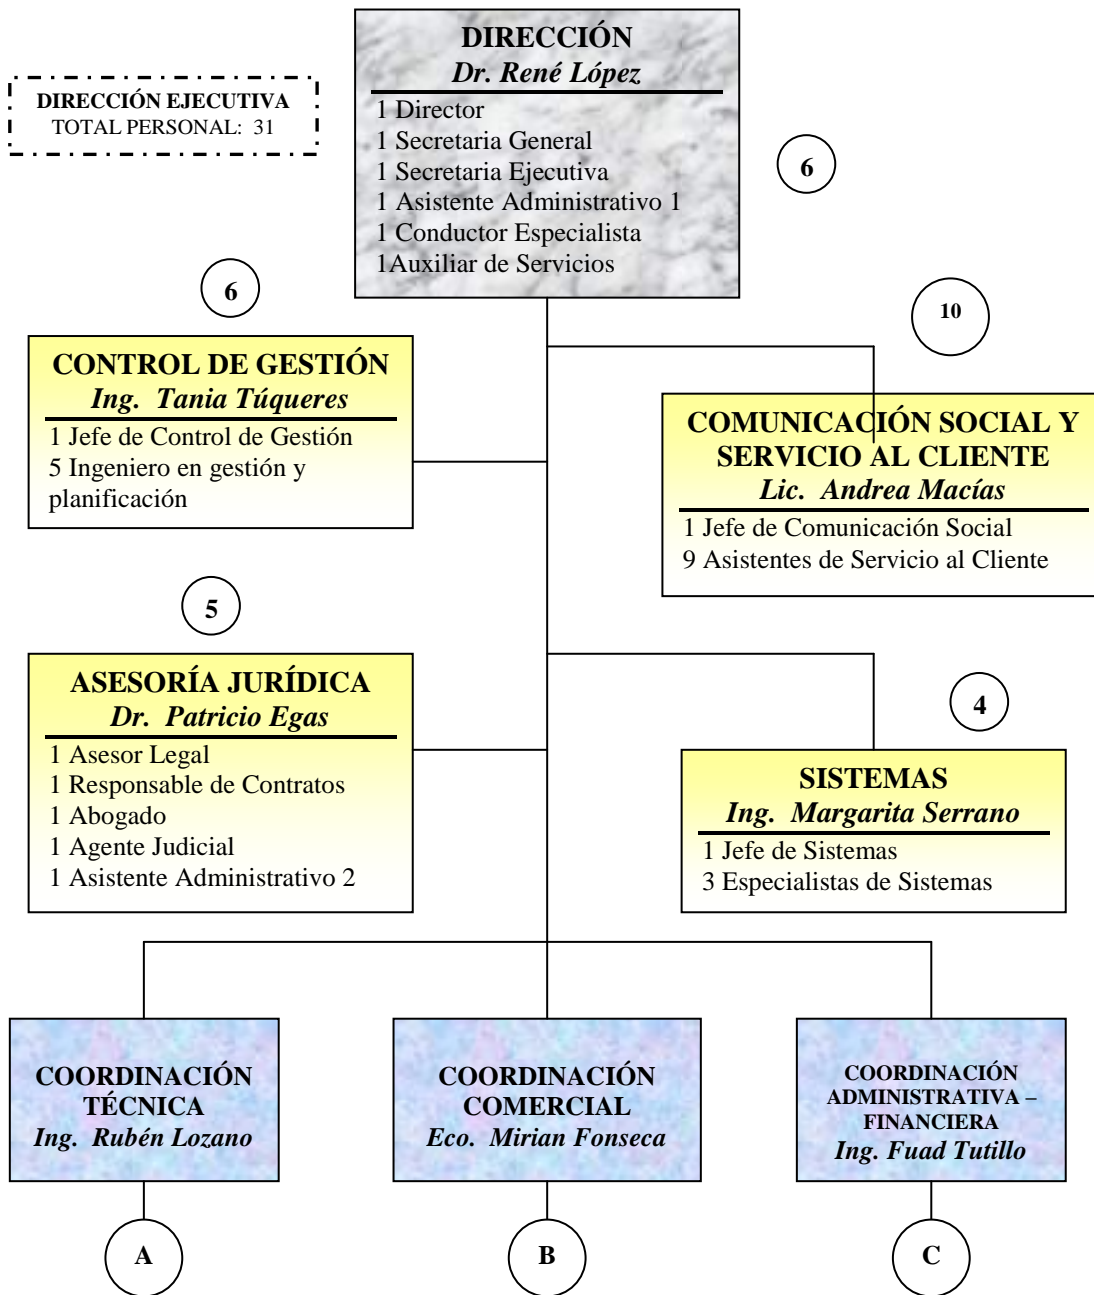 DIRECCIÓN
Dr. René López
1 Director
1 Secretaria General
1 Secretaria Ejecutiva
1 Asistente Administrativo 1
1 Conductor Especialista
1Auxiliar de Servicios
DIRECCIÓN EJECUTIVA
TOTAL PERSONAL: 31
6
6
10
CONTROL DE GESTIÓN
Ing. Tania Túqueres
1 Jefe de Control de Gestión
5 Ingeniero en gestión y
planificación
COMUNICACIÓN SOCIAL Y
SERVICIO AL CLIENTE
Lic. Andrea Macías
1 Jefe de Comunicación Social
9 Asistentes de Servicio al Cliente
5
ASESORÍA JURÍDICA
Dr. Patricio Egas
1 Asesor Legal
1 Responsable de Contratos
1 Abogado
1 Agente Judicial
1 Asistente Administrativo 2
4
SISTEMAS
Ing. Margarita Serrano
1 Jefe de Sistemas
3 Especialistas de Sistemas
COORDINACIÓN
TÉCNICA
Ing. Rubén Lozano
COORDINACIÓN
COMERCIAL
Eco. Mirian Fonseca
COORDINACIÓN
ADMINISTRATIVA –
FINANCIERA
Ing. Fuad Tutillo
A
B
C